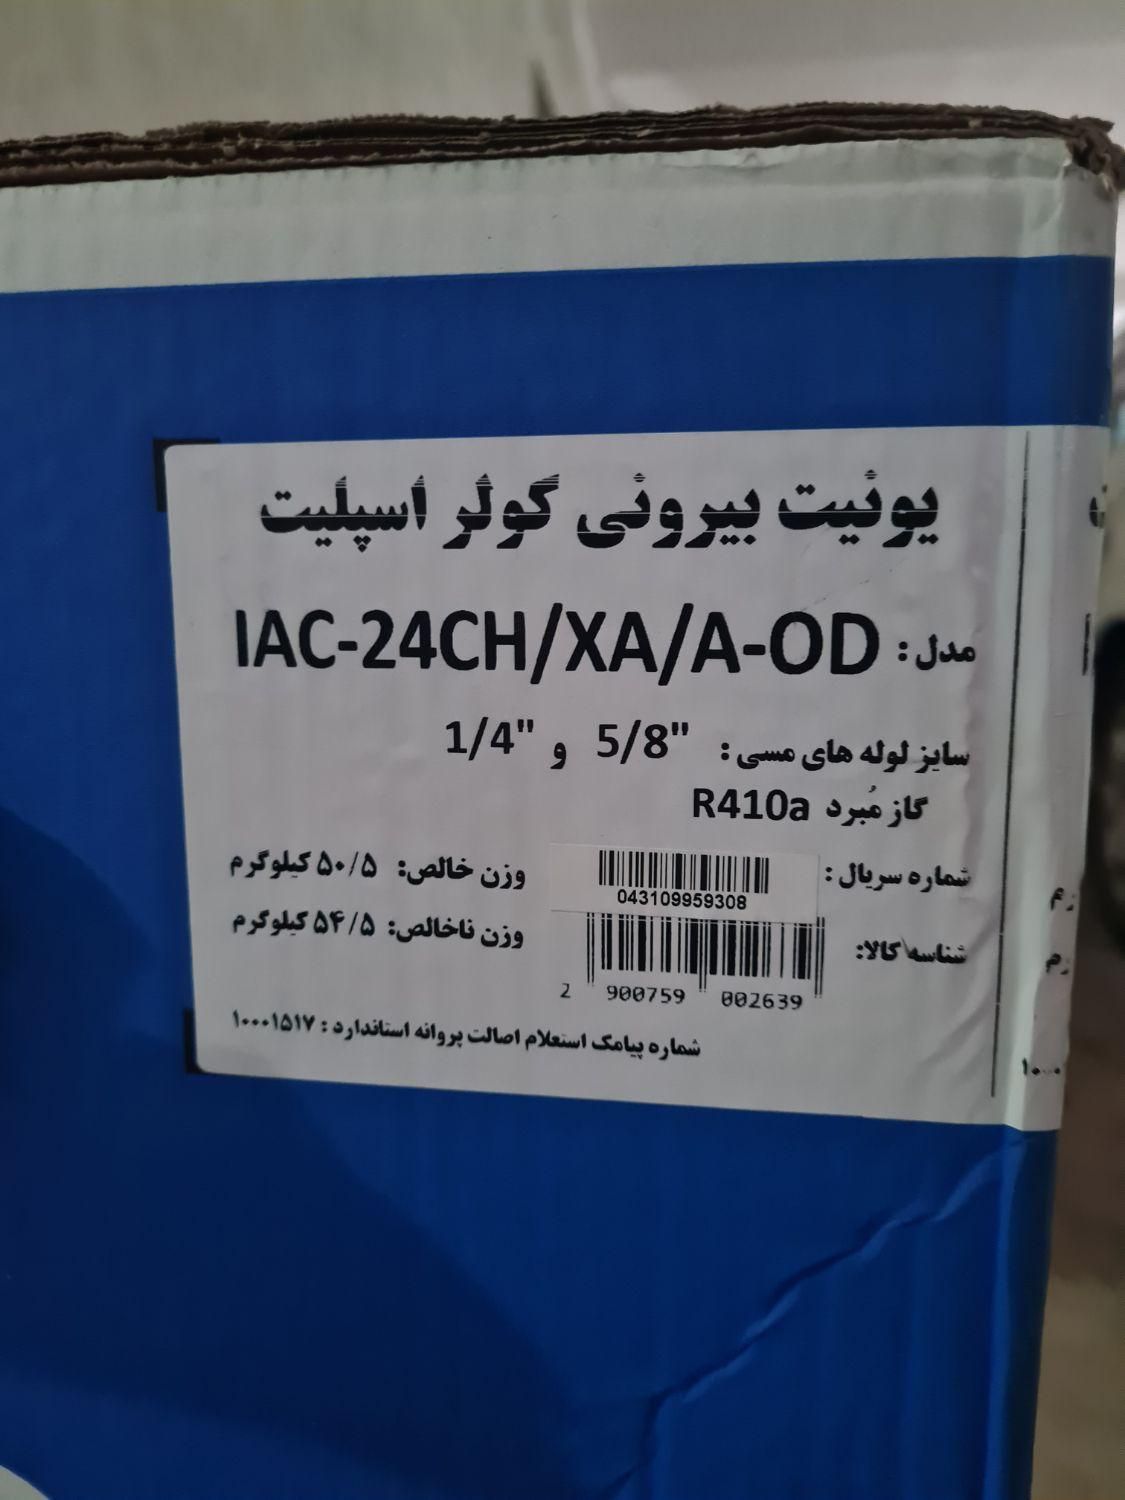 یونیت بیرونی کولر اسپلیت
مدل : IAC-24CH/XA/A-OD
سایز لوله های مسی : 5/8" و 1/4"
گاز مُبرد R410a
شماره سریال :
043109959308
وزن خالص: ۵۰/۵ کیلوگرم
شناسه کالا:
2 900759 002639
وزن ناخالص: ۵۴/۵ کیلوگرم
شماره پیامک استعلام اصالت پروانه استاندارد : ۱۰۰۰۱۵۱۷